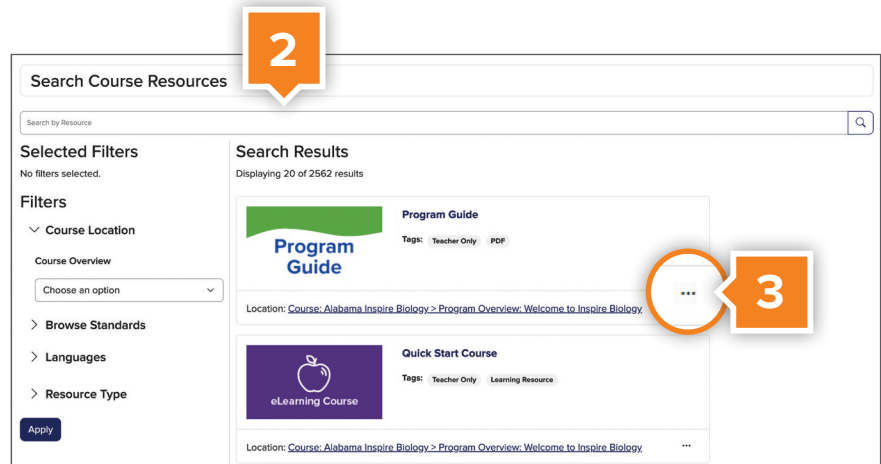 2
Search Course Resources
Search by Resource
Selected Filters
No filters selected.
Filters
Course Location
Course Overview
Choose an option
Browse Standards
Languages
Resource Type
Apply
Search Results
Displaying 20 of 2562 results
Program
Guide
Program Guide
Tags: Teacher Only PDF
...
3
Location: Course: Alabama Inspire Biology > Program Overview: Welcome to Inspire Biology
eLearning Course
Quick Start Course
Tags: Teacher Only Learning Resource
Location: Course: Alabama Inspire Biology > Program Overview: Welcome to Inspire Biology
...